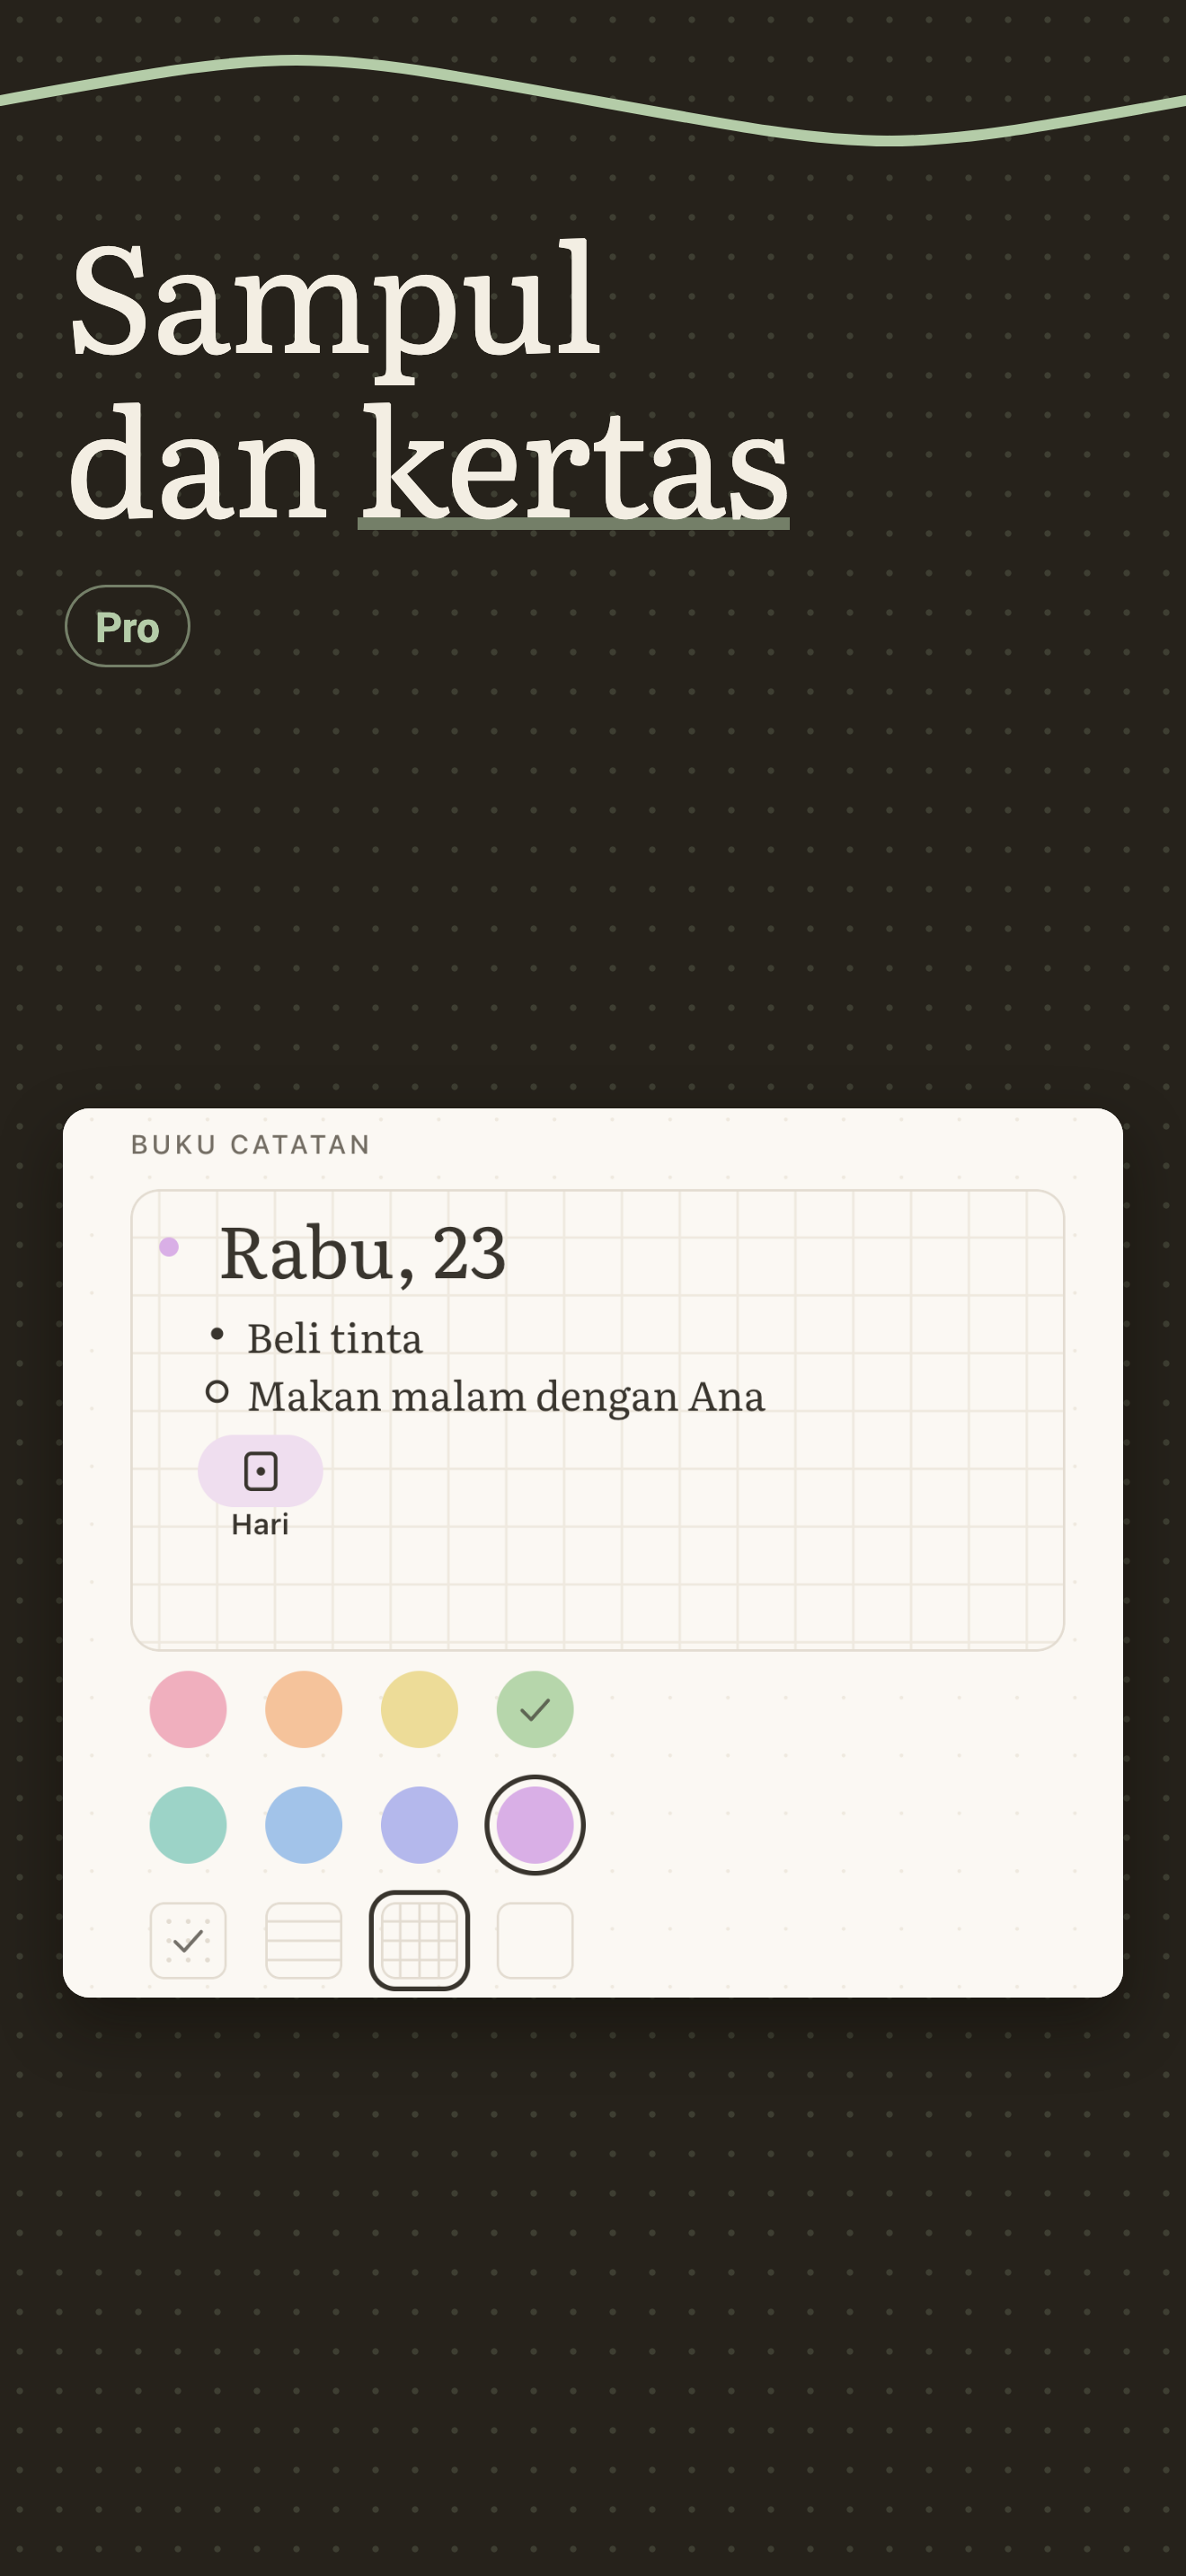 Sampul
dan kertas
Pro
BUKU CATATAN
Rabu, 23
Beli tinta
Makan malam dengan Ana
Hari